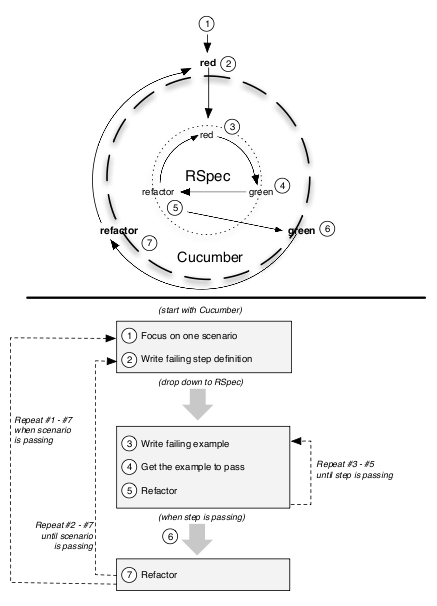 1
red 2
red 3
RSpec
refactor green 4
5
refactor green 6
7
Cucumber
(start with Cucumber)
1 Focus on one scenario
2 Write failing step definition
(drop down to RSpec)
Repeat #1 - #7
when scenario
is passing
3 Write failing example
4 Get the example to pass
5 Refactor
Repeat #3 - #5
until step is passing
(when step is passing)
6
Repeat #2 - #7
until scenario
is passing
7 Refactor